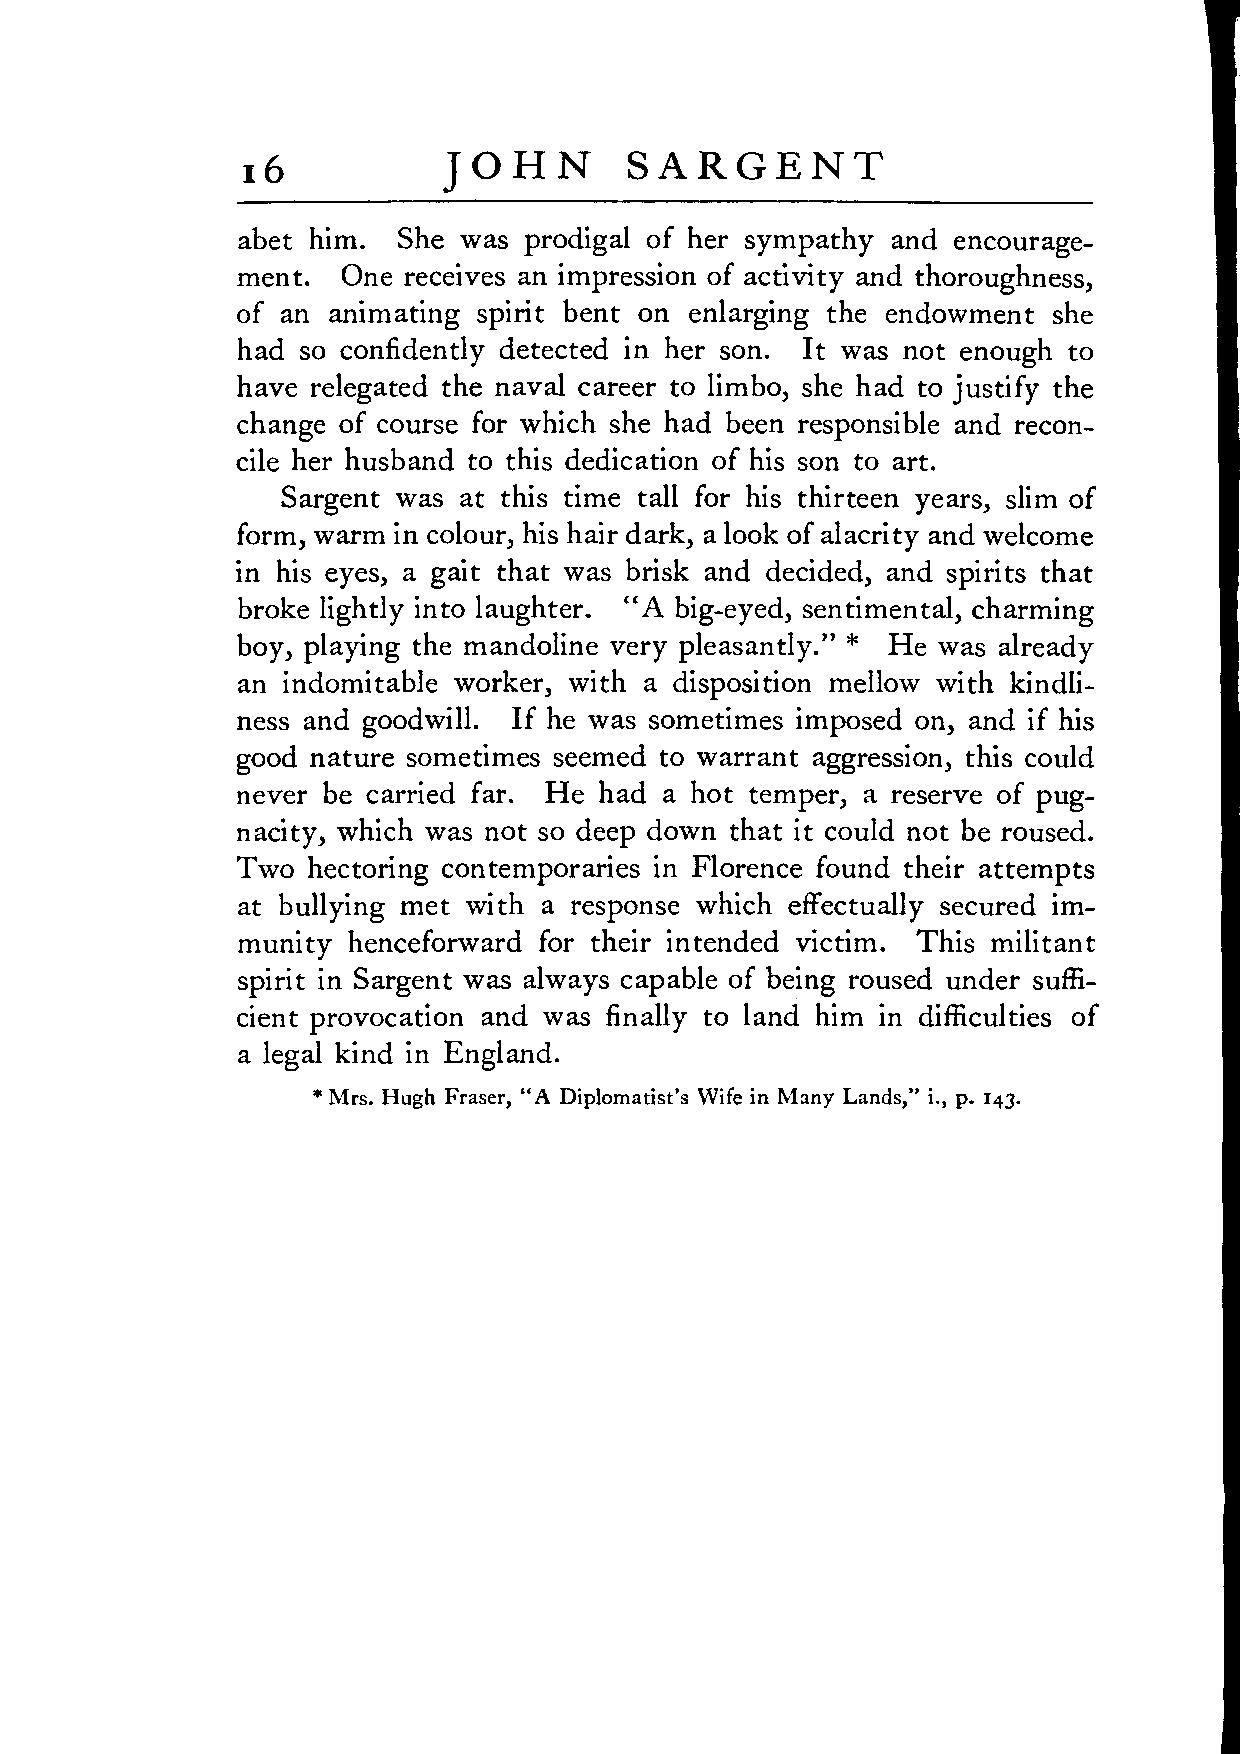 16 JOHN SARGENT
abet him. She was prodigal of her sympathy and encourage-
ment. One receives an impression of activity and thoroughness,
of an animating spirit bent on enlarging the endowment she
had so confidently detected in her son. It was not enough to
have relegated the naval career to limbo, she had to justify the
change of course for which she had been responsible and recon-
cile her husband to this dedication of his son to art.
Sargent was at this time tall for his thirteen years, slim of
form, warm in colour, his hair dark, a look of alacrity and welcome
in his eyes, a gait that was brisk and decided, and spirits that
broke lightly into laughter. “A big-eyed, sentimental, charming
boy, playing the mandoline very pleasantly.” * He was already
an indomitable worker, with a disposition mellow with kindli-
ness and goodwill. If he was sometimes imposed on, and if his
good nature sometimes seemed to warrant aggression, this could
never be carried far. He had a hot temper, a reserve of pug-
nacity, which was not so deep down that it could not be roused.
Two hectoring contemporaries in Florence found their attempts
at bullying met with a response which effectually secured im-
munity henceforward for their intended victim. This militant
spirit in Sargent was always capable of being roused under suffi-
cient provocation and was finally to land him in difficulties of
a legal kind in England.
* Mrs. Hugh Fraser, “A Diplomatist’s Wife in Many Lands,” i., p. 143.